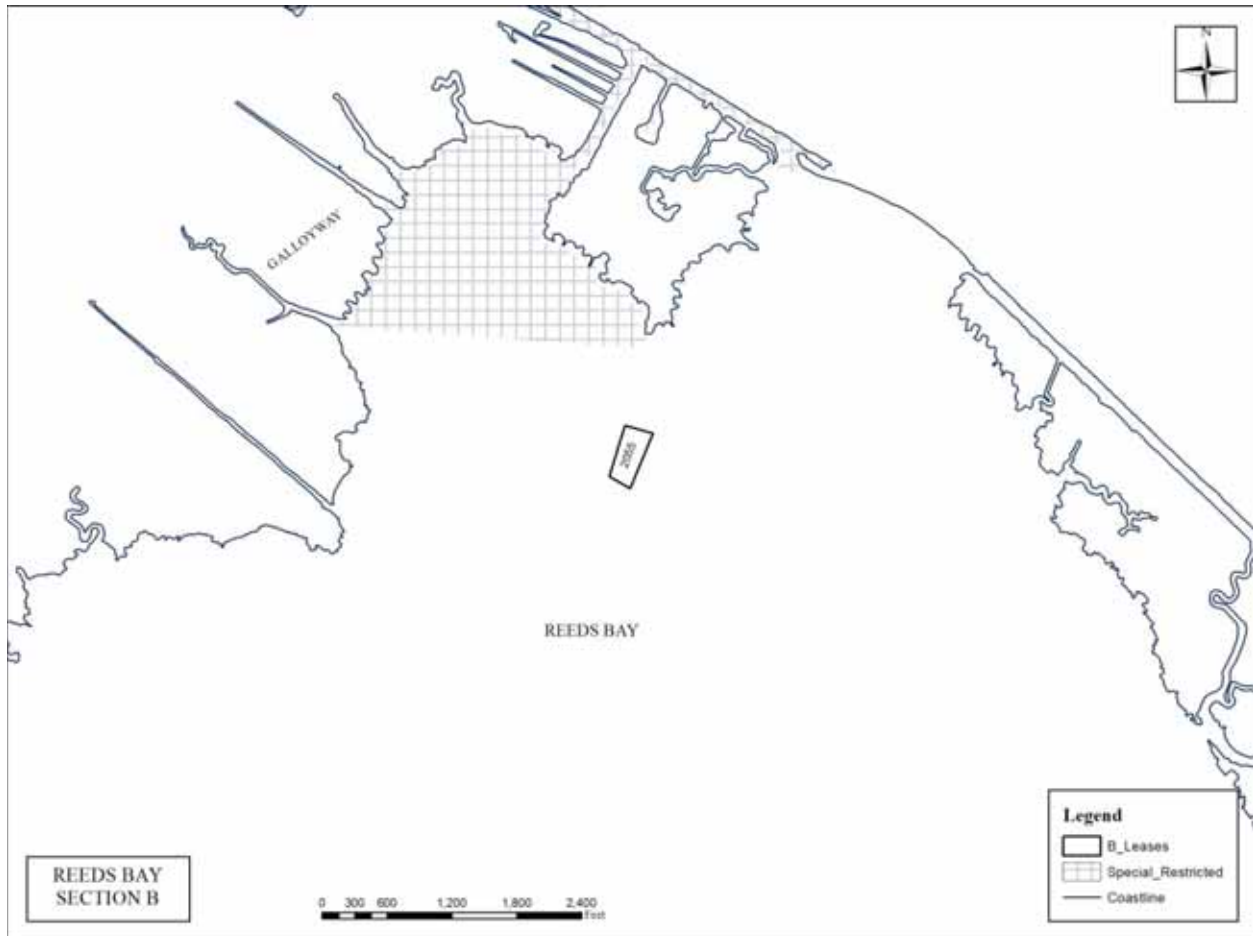 N
GALLOYWAY
2055
REEDS BAY
Legend
B_Leases
Special_Restricted
Coastline
REEDS BAY
SECTION B
0 300 600 1,200 1,800 2,400
Feet